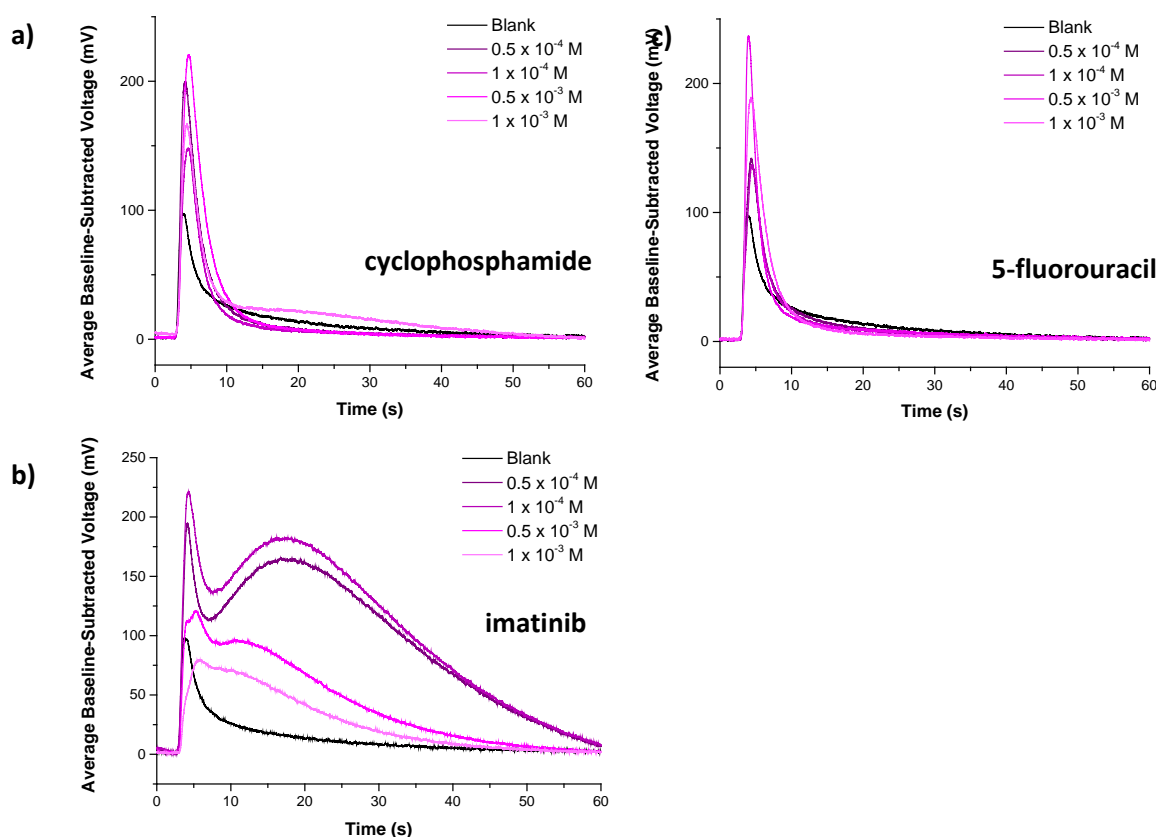 a)
Average Baseline-Subtracted Voltage (mV)
200
100
0
0 10 20 30 40 50 60
Time (s)
Blank
0.5 x 10⁻⁴ M
1 x 10⁻⁴ M
0.5 x 10⁻³ M
1 x 10⁻³ M
cyclophosphamide
c)
Average Baseline-Subtracted Voltage (mV)
200
100
0
0 10 20 30 40 50 60
Time (s)
Blank
0.5 x 10⁻⁴ M
1 x 10⁻⁴ M
0.5 x 10⁻³ M
1 x 10⁻³ M
5-fluorouracil
b)
Average Baseline-Subtracted Voltage (mV)
250
200
150
100
50
0
0 10 20 30 40 50 60
Time (s)
Blank
0.5 x 10⁻⁴ M
1 x 10⁻⁴ M
0.5 x 10⁻³ M
1 x 10⁻³ M
imatinib